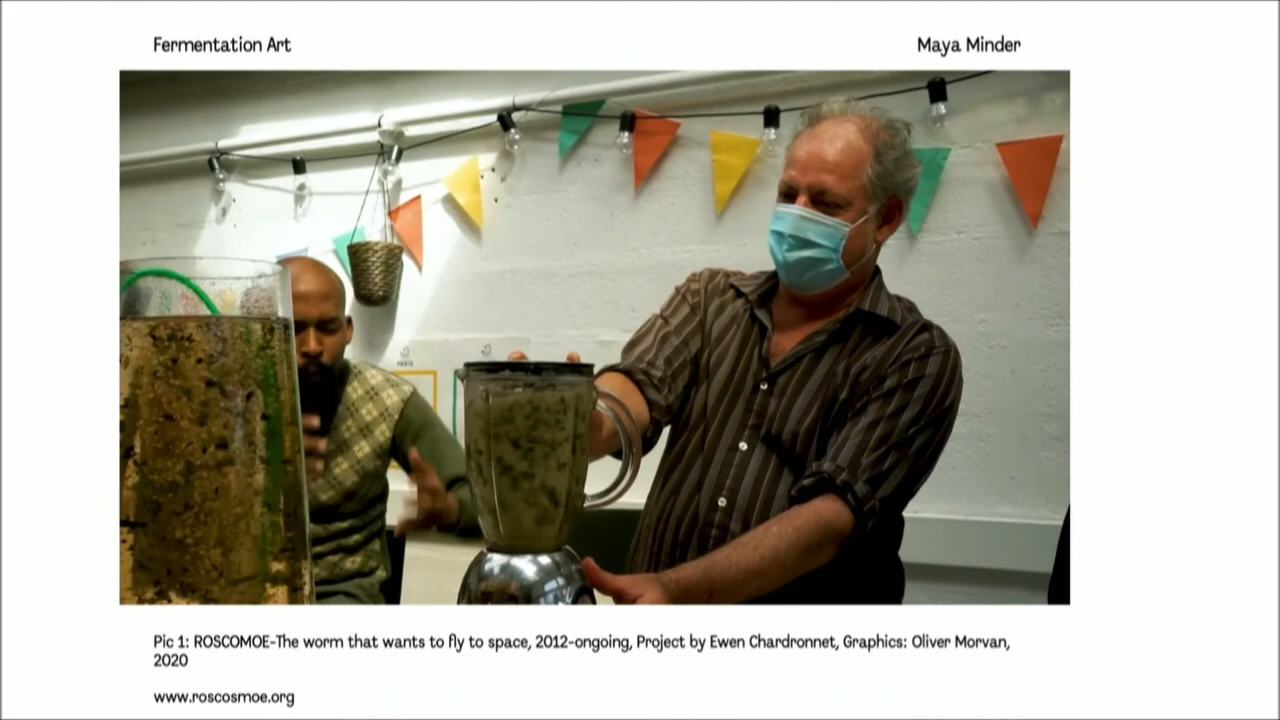 Fermentation Art
Maya Minder
PARIS
Pic 1: ROSCOMOE-The worm that wants to fly to space, 2012-ongoing, Project by Ewen Chardronnet, Graphics: Oliver Morvan,
2020
www.roscosmoe.org